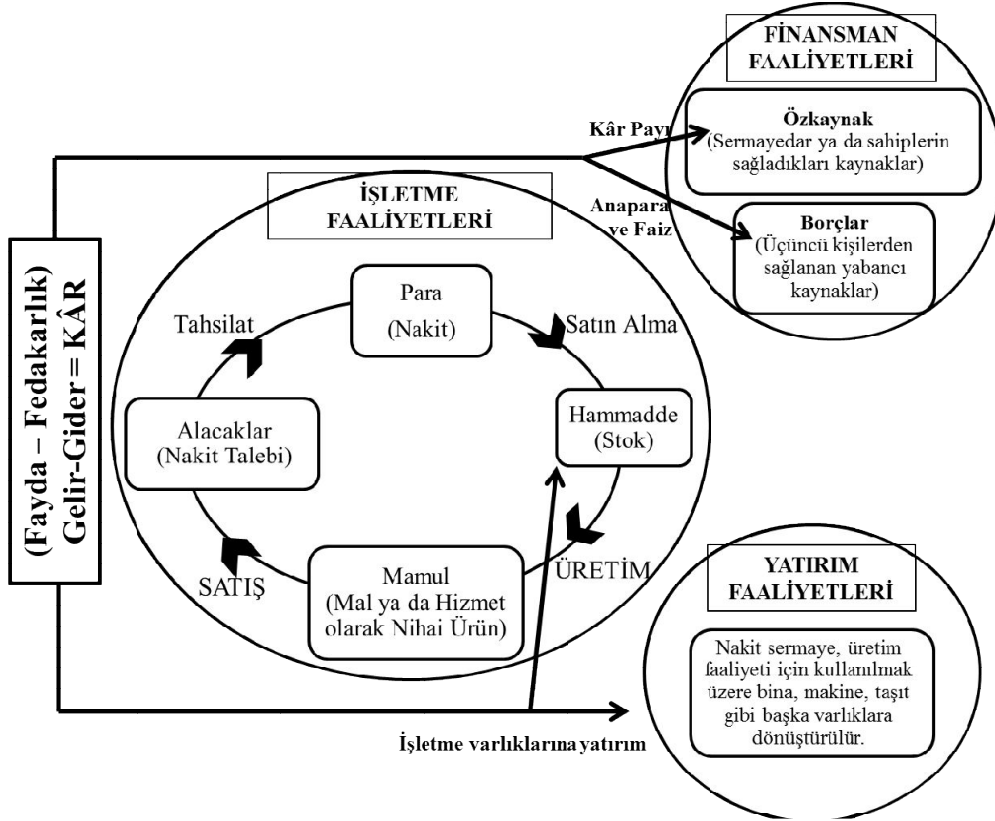 FİNANSMAN
FAALİYETLERİ
Özkaynak
(Sermayedar ya da sahiplerin
sağladıkları kaynaklar)
Kâr Payı
Anapara
ve Faiz
Borçlar
(Üçüncü kişilerden
sağlanan yabancı
kaynaklar)
İŞLETME
FAALİYETLERİ
Para
(Nakit)
Tahsilat
Satın Alma
(Fayda – Fedakarlık)
Gelir-Gider = KÂR
Alacaklar
(Nakit Talebi)
Hammadde
(Stok)
SATIŞ
Mamul
(Mal ya da Hizmet
olarak Nihai Ürün)
ÜRETİM
YATIRIM
FAALİYETLERİ
Nakit sermaye, üretim
faaliyeti için kullanılmak
üzere bina, makine, taşıt
gibi başka varlıklara
dönüştürülür.
İşletme varlıklarına yatırım